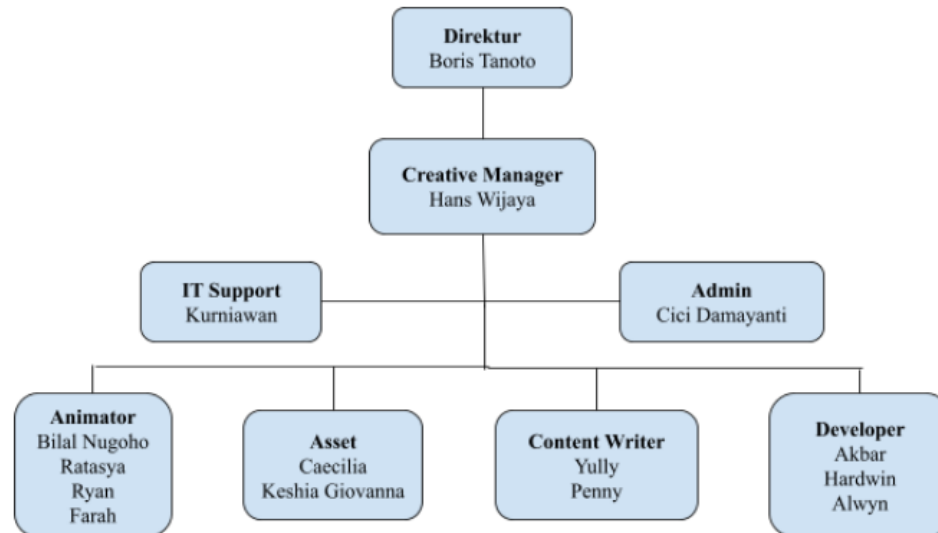 Direktur
Boris Tanoto
Creative Manager
Hans Wijaya
IT Support
Kurniawan
Admin
Cici Damayanti
Animator
Bilal Nugoho
Ratasya
Ryan
Farah
Asset
Caecilia
Keshia Giovanna
Content Writer
Yully
Penny
Developer
Akbar
Hardwin
Alwyn